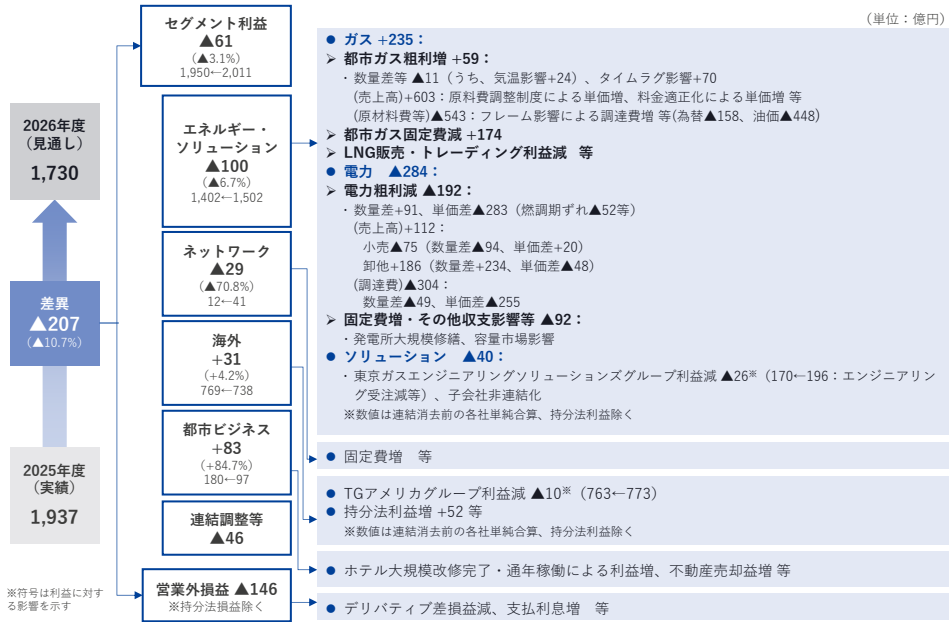 （単位：億円）
2026年度
（見通し）
1,730
差異
▲207
(▲10.7%)
2025年度
（実績）
1,937
※符号は利益に対す
る影響を示す
セグメント利益
▲61
(▲3.1%)
1,950←2,011
エネルギー・
ソリューション
▲100
(▲6.7%)
1,402←1,502
ネットワーク
▲29
(▲70.8%)
12←41
海外
+31
(+4.2%)
769←738
都市ビジネス
+83
(+84.7%)
180←97
連結調整等
▲46
営業外損益 ▲146
※持分法損益除く
● ガス +235：
➢ 都市ガス粗利増 +59：
・数量差等 ▲11（うち、気温影響+24）、タイムラグ影響+70
(売上高)+603：原料費調整制度による単価増、料金適正化による単価増 等
(原材料費等)▲543：フレーム影響による調達費増 等(為替▲158、油価▲448)
➢ 都市ガス固定費減 +174
➢ LNG販売・トレーディング利益減 等
● 電力 ▲284：
➢ 電力粗利減 ▲192：
・数量差+91、単価差▲283（燃調期ずれ▲52等）
(売上高)+112：
小売▲75（数量差▲94、単価差+20）
卸他+186（数量差+234、単価差▲48）
(調達費)▲304：
数量差▲49、単価差▲255
➢ 固定費増・その他収支影響等 ▲92：
・発電所大規模修繕、容量市場影響
● ソリューション ▲40：
・東京ガスエンジニアリングソリューションズグループ利益減 ▲26※（170←196：エンジニアリン
グ受注減等）、子会社非連結化
※数値は連結消去前の各社単純合算、持分法利益除く
● 固定費増 等
● TGアメリカグループ利益減 ▲10※（763←773）
● 持分法利益増 +52 等
※数値は連結消去前の各社単純合算、持分法利益除く
● ホテル大規模改修完了・通年稼働による利益増、不動産売却益増 等
● デリバティブ差損益減、支払利息増 等